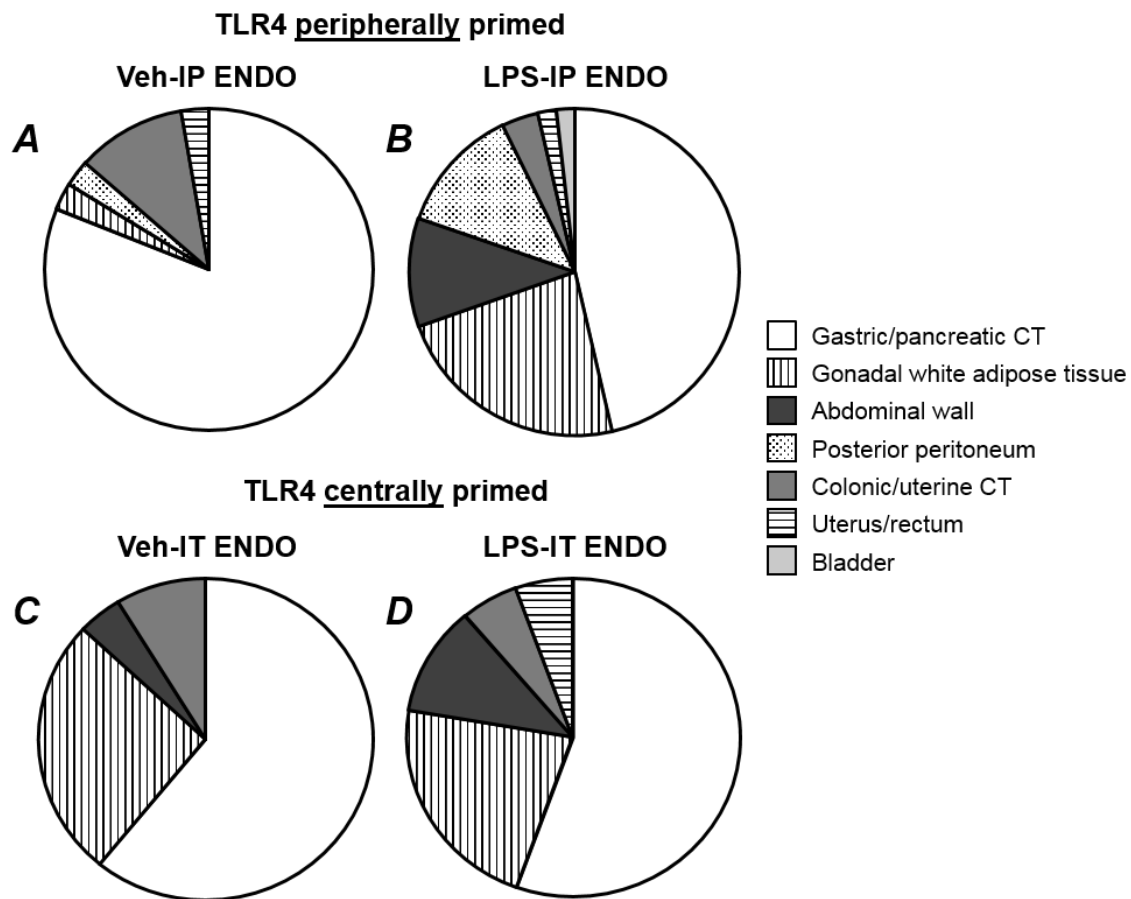 TLR4 peripherally primed
Veh-IP ENDO
LPS-IP ENDO
A
B
Gastric/pancreatic CT
Gonadal white adipose tissue
Abdominal wall
Posterior peritoneum
Colonic/uterine CT
Uterus/rectum
Bladder
TLR4 centrally primed
Veh-IT ENDO
LPS-IT ENDO
C
D